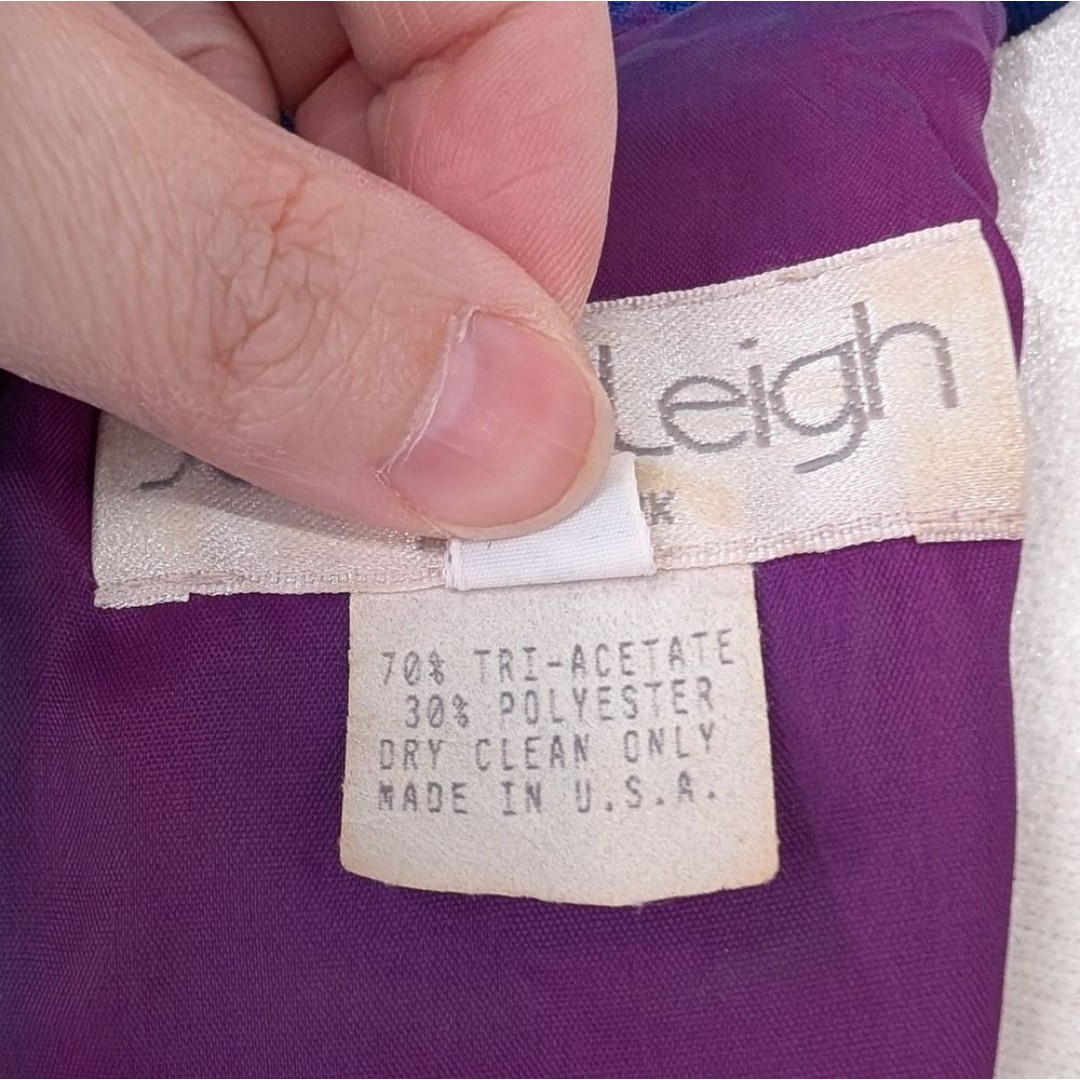 Leigh
70% TRI-ACETATE
30% POLYESTER
DRY CLEAN ONLY
MADE IN U.S.A.